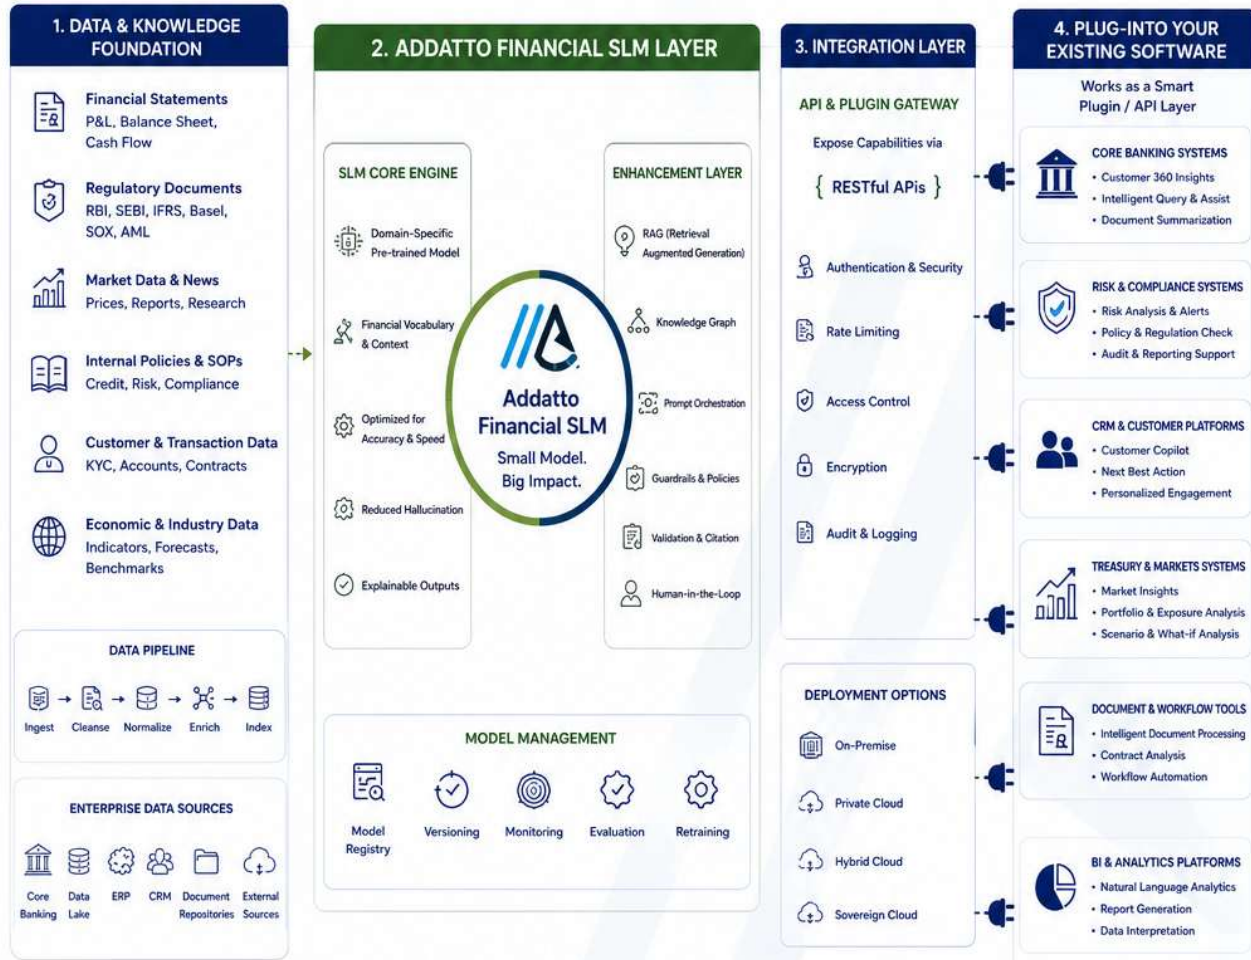 1. DATA & KNOWLEDGE
FOUNDATION
Financial Statements
P&L, Balance Sheet,
Cash Flow
Regulatory Documents
RBI, SEBI, IFRS, Basel,
SOX, AML
Market Data & News
Prices, Reports, Research
Internal Policies & SOPs
Credit, Risk, Compliance
Customer & Transaction Data
KYC, Accounts, Contracts
Economic & Industry Data
Indicators, Forecasts,
Benchmarks
DATA PIPELINE
Ingest
Cleanse
Normalize
Enrich
Index
ENTERPRISE DATA SOURCES
Core
Banking
Data
Lake
ERP
CRM
Document
Repositories
External
Sources
2. ADDATTO FINANCIAL SLM LAYER
SLM CORE ENGINE
Domain-Specific
Pre-trained Model
Financial Vocabulary
& Context
Optimized for
Accuracy & Speed
Reduced Hallucination
Explainable Outputs
Addatto
Financial SLM
Small Model.
Big Impact.
ENHANCEMENT LAYER
RAG (Retrieval
Augmented Generation)
Knowledge Graph
Prompt Orchestration
Guardrails & Policies
Validation & Citation
Human-in-the-Loop
MODEL MANAGEMENT
Model
Registry
Versioning
Monitoring
Evaluation
Retraining
3. INTEGRATION LAYER
API & PLUGIN GATEWAY
Expose Capabilities via
{ RESTful APIs }
Authentication & Security
Rate Limiting
Access Control
Encryption
Audit & Logging
DEPLOYMENT OPTIONS
On-Premise
Private Cloud
Hybrid Cloud
Sovereign Cloud
4. PLUG-INTO YOUR
EXISTING SOFTWARE
Works as a Smart
Plugin / API Layer
CORE BANKING SYSTEMS
• Customer 360 Insights
• Intelligent Query & Assist
• Document Summarization
RISK & COMPLIANCE SYSTEMS
• Risk Analysis & Alerts
• Policy & Regulation Check
• Audit & Reporting Support
CRM & CUSTOMER PLATFORMS
• Customer Copilot
• Next Best Action
• Personalized Engagement
TREASURY & MARKETS SYSTEMS
• Market Insights
• Portfolio & Exposure Analysis
• Scenario & What-if Analysis
DOCUMENT & WORKFLOW TOOLS
• Intelligent Document Processing
• Contract Analysis
• Workflow Automation
BI & ANALYTICS PLATFORMS
• Natural Language Analytics
• Report Generation
• Data Interpretation